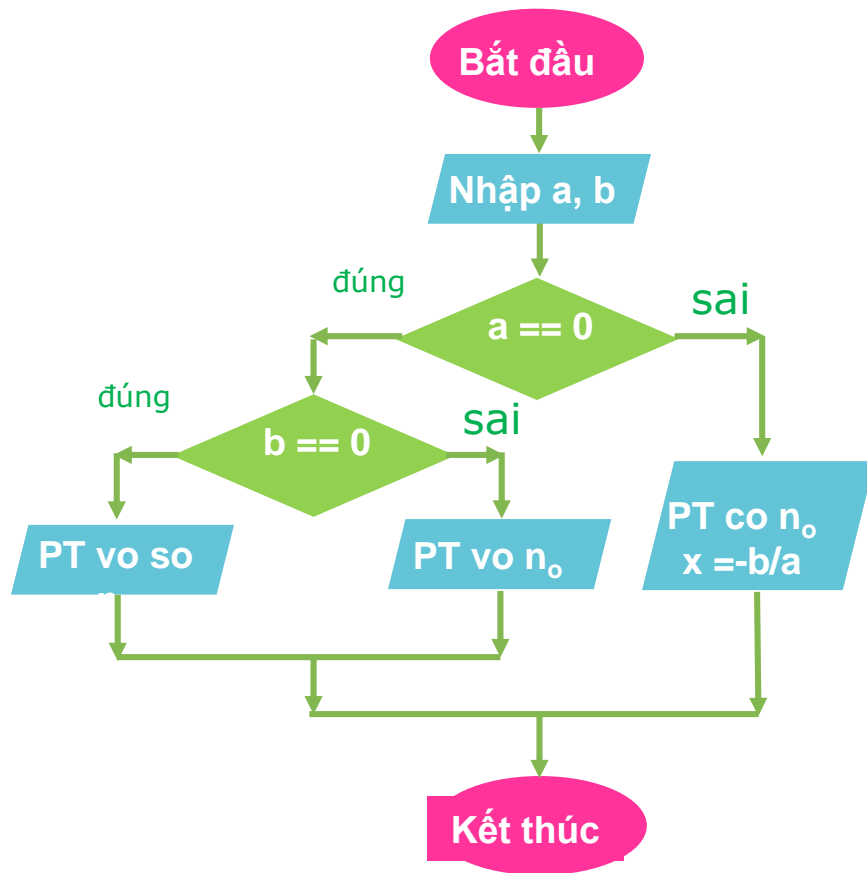 Bắt đầu
Nhập a, b
đúng
sai
a == 0
đúng
sai
b == 0
PT vo so
PT vo nₒ
PT co nₒ
x =-b/a
Kết thúc